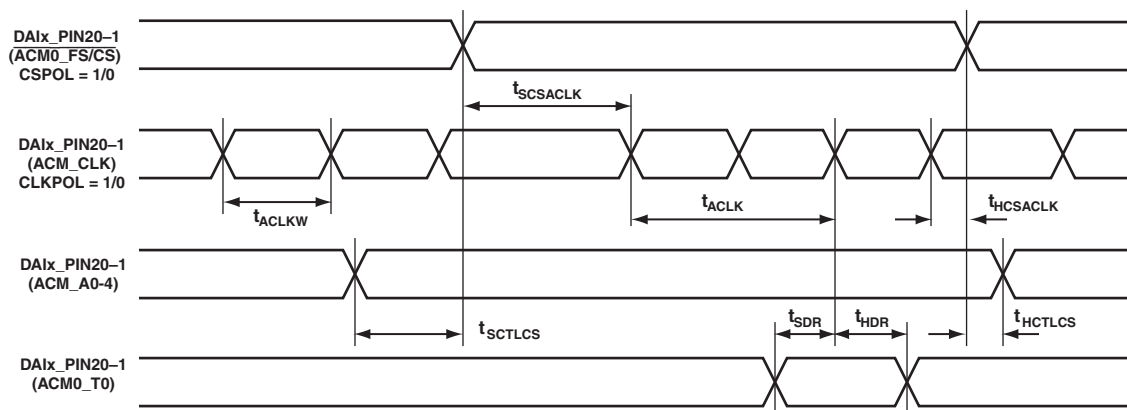 DAIx_PIN20–1
(ACM0_FS/CS)
CSPOL = 1/0
tSCSACLK
DAIx_PIN20–1
(ACM_CLK)
CLKPOL = 1/0
tACLKW
tACLK
tHCSACLK
DAIx_PIN20–1
(ACM_A0-4)
tSCTLCS
tSDR
tHDR
tHCTLCS
DAIx_PIN20–1
(ACM0_T0)